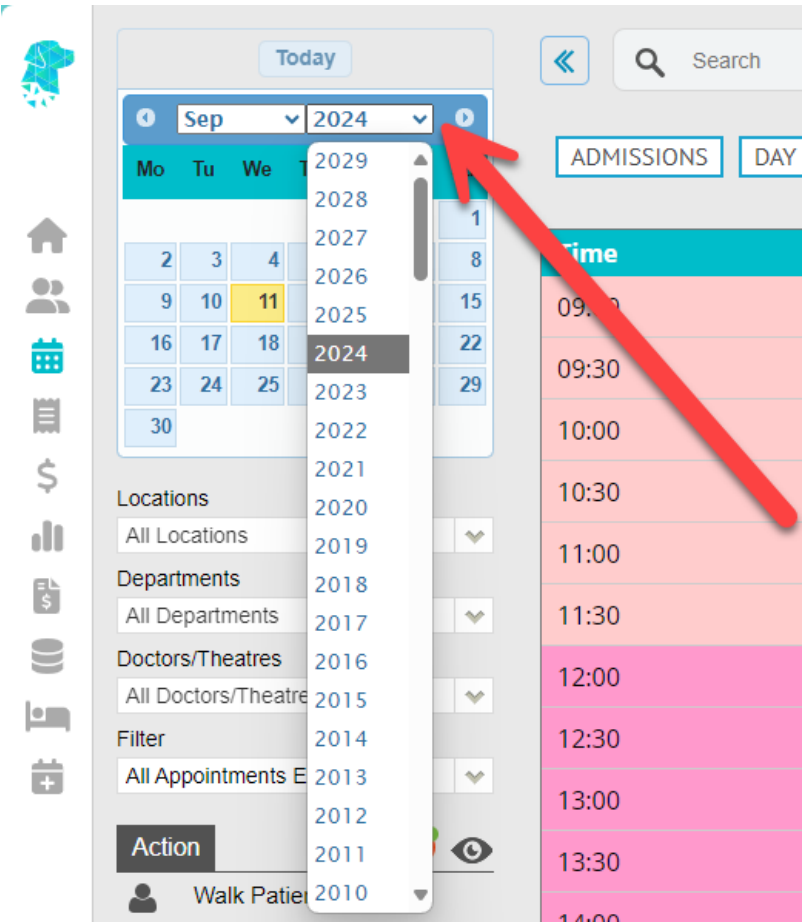 Today
Search
Sep 2024
ADMISSIONS DAY
Mo Tu We
1
2 3 4 8
9 10 11 15
16 17 18 22
23 24 25 29
30
2029
2028
2027
2026
2025
2024
2023
2022
2021
2020
2019
2018
2017
2016
2015
2014
2013
2012
2011
2010
Locations
All Locations
Departments
All Departments
Doctors/Theatres
All Doctors/Theatre
Filter
All Appointments E
Action
Walk Patie
Time
09:30
10:00
10:30
11:00
11:30
12:00
12:30
13:00
13:30
14:00